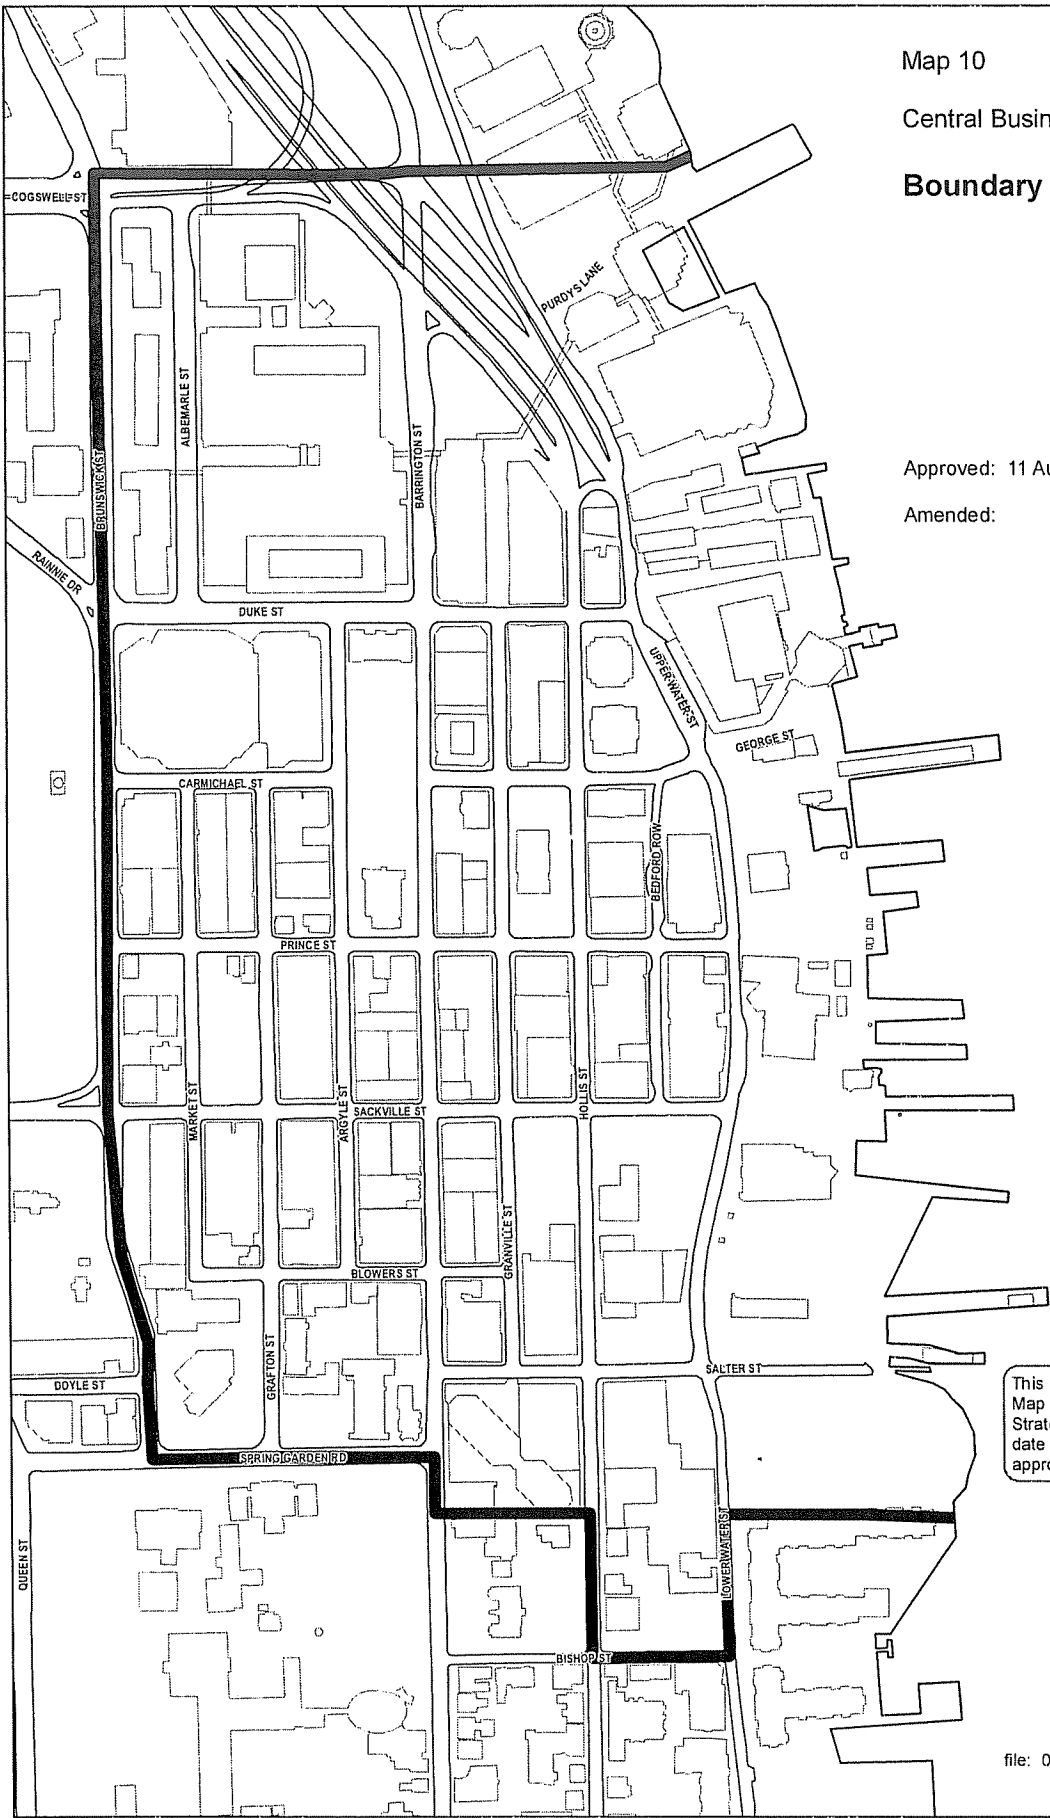 Map 10
Central Busin
Boundary
COGSWELL ST
PURDY'S LANE
ALBEMARLE ST
BARRINGTON ST
BRUNSWICK ST
Approved: 11 Au
Amended:
RAINNIE DR
DUKE ST
UPPER WATER ST
GEORGE ST
CARMICHAEL ST
BEDFORD ROW
PRINCE ST
MARKET ST
ARGYLE ST
SACKVILLE ST
HOLLIS ST
GRANVILLE ST
BLOWERS ST
GRAFTON ST
SALTER ST
DOYLE ST
This
Map
Strat
date
appro
SPRING GARDEN RD
QUEEN ST
LOWER WATER ST
BISHOP ST
file: 0